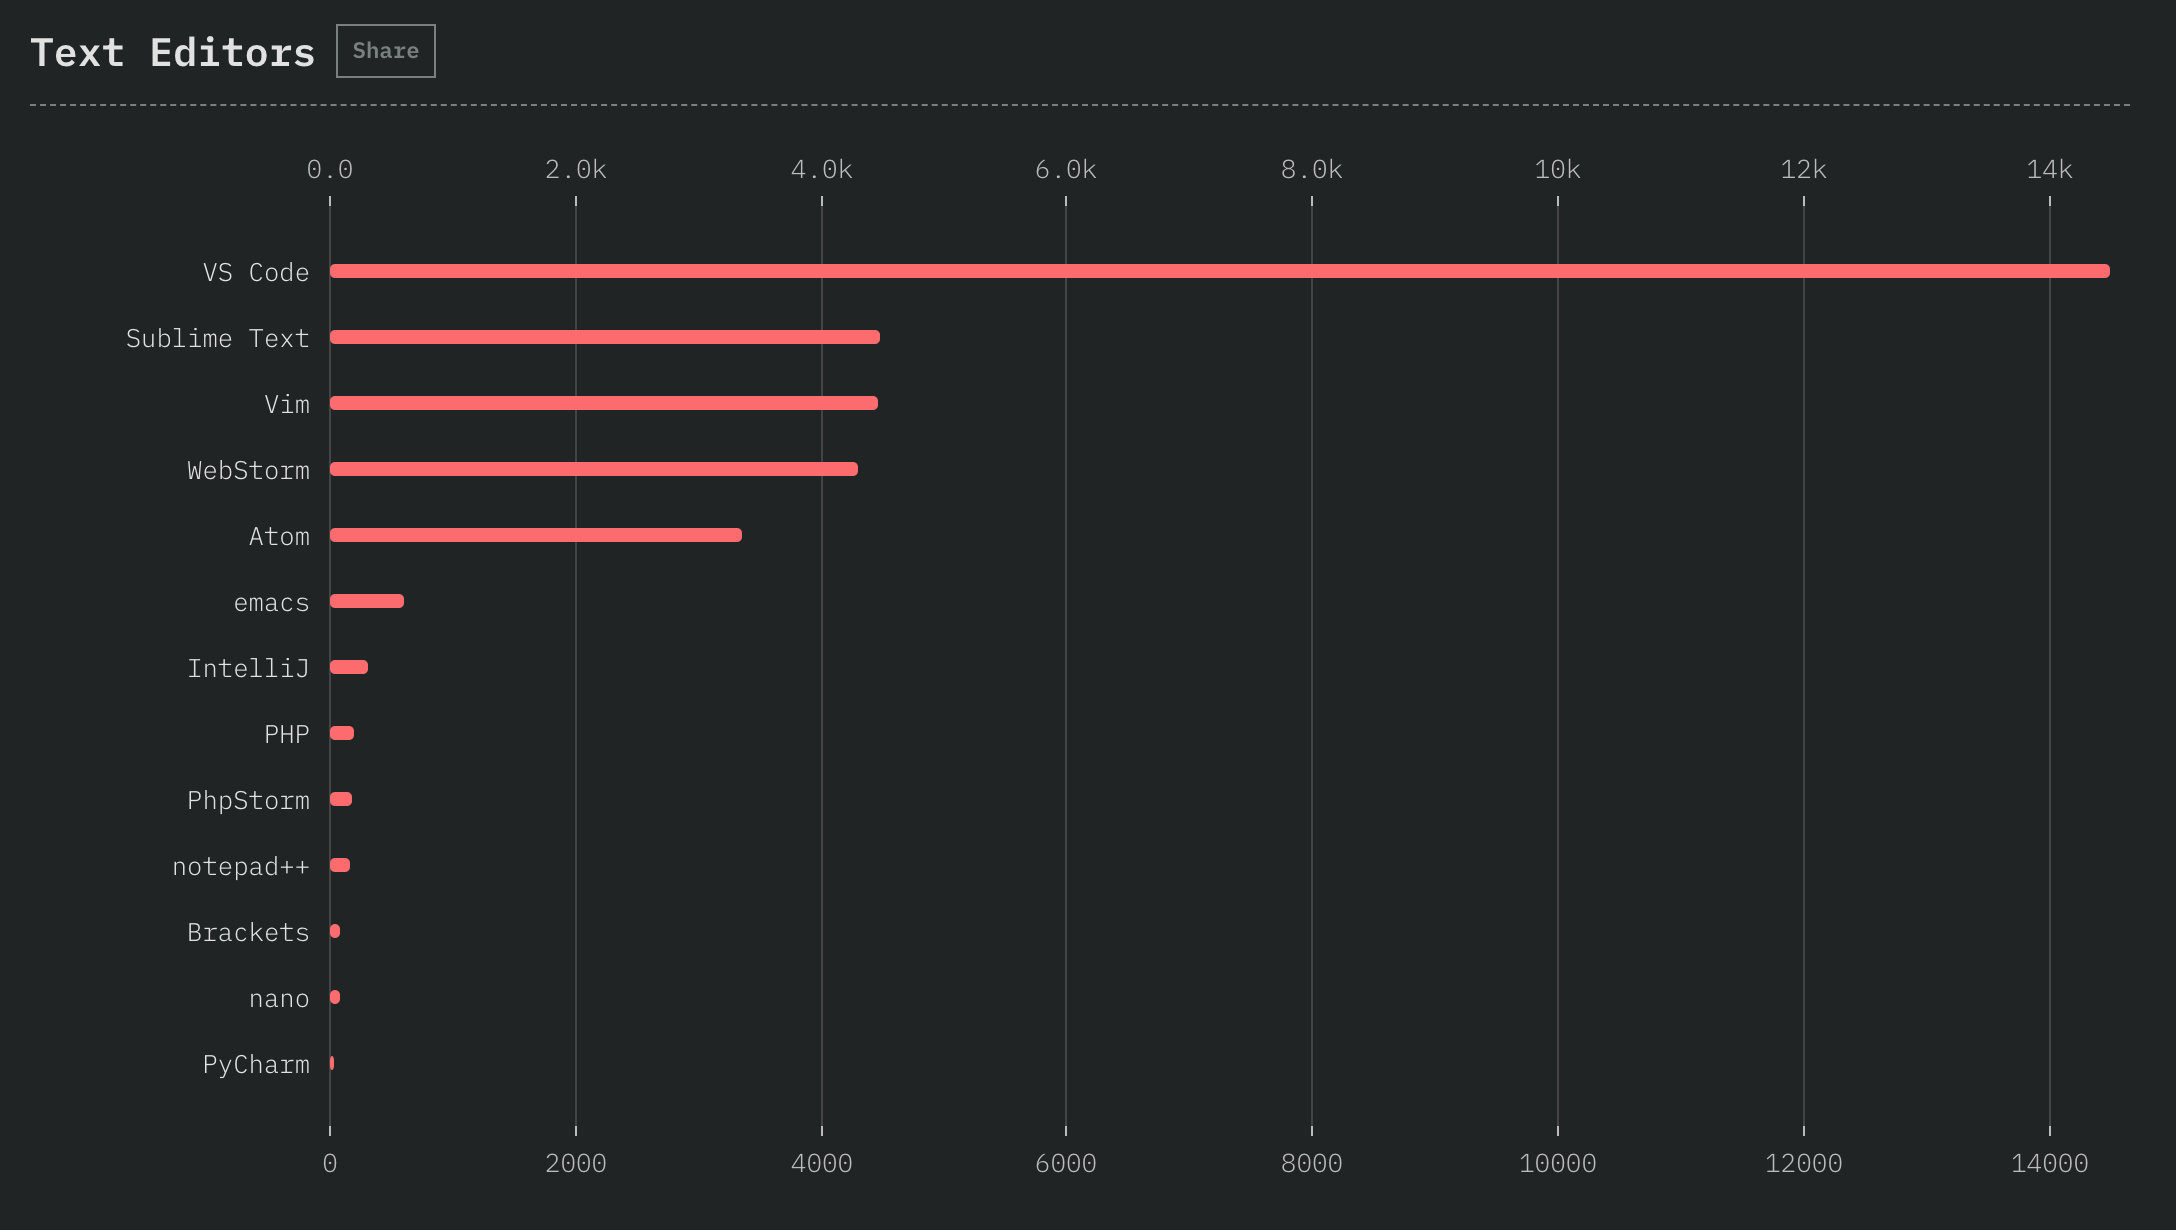 Text Editors Share
0.0 2.0k 4.0k 6.0k 8.0k 10k 12k 14k
VS Code
Sublime Text
Vim
WebStorm
Atom
emacs
IntelliJ
PHP
PhpStorm
notepad++
Brackets
nano
PyCharm
0 2000 4000 6000 8000 10000 12000 14000